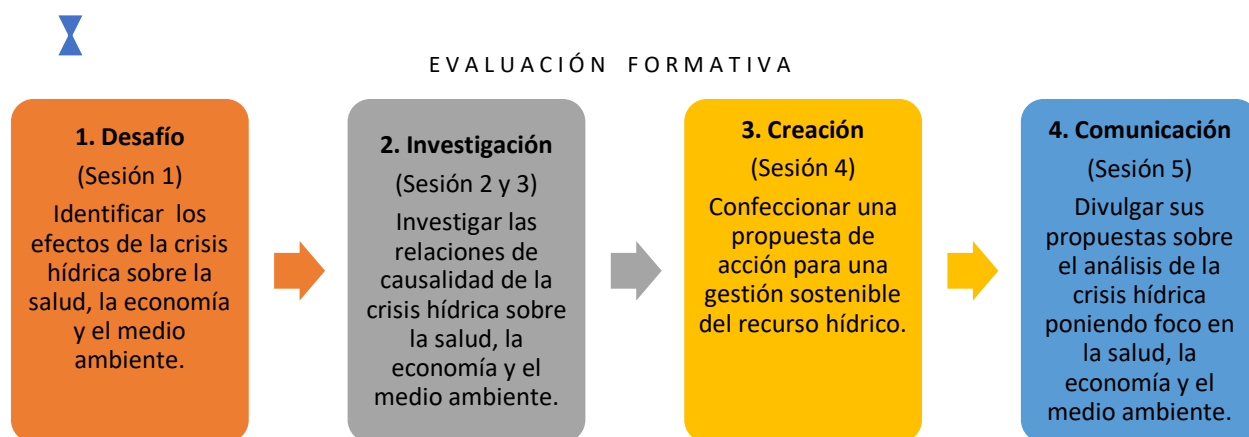 EVALUACIÓN FORMATIVA
1. Desafío
(Sesión 1)
Identificar los
efectos de la crisis
hídrica sobre la
salud, la economía
y el medio
ambiente.
2. Investigación
(Sesión 2 y 3)
Investigar las
relaciones de
causalidad de la
crisis hídrica sobre
la salud, la
economía y el
medio ambiente.
3. Creación
(Sesión 4)
Confeccionar una
propuesta de
acción para una
gestión sostenible
del recurso hídrico.
4. Comunicación
(Sesión 5)
Divulgar sus
propuestas sobre
el análisis de la
crisis hídrica
poniendo foco en
la salud, la
economía y el
medio ambiente.